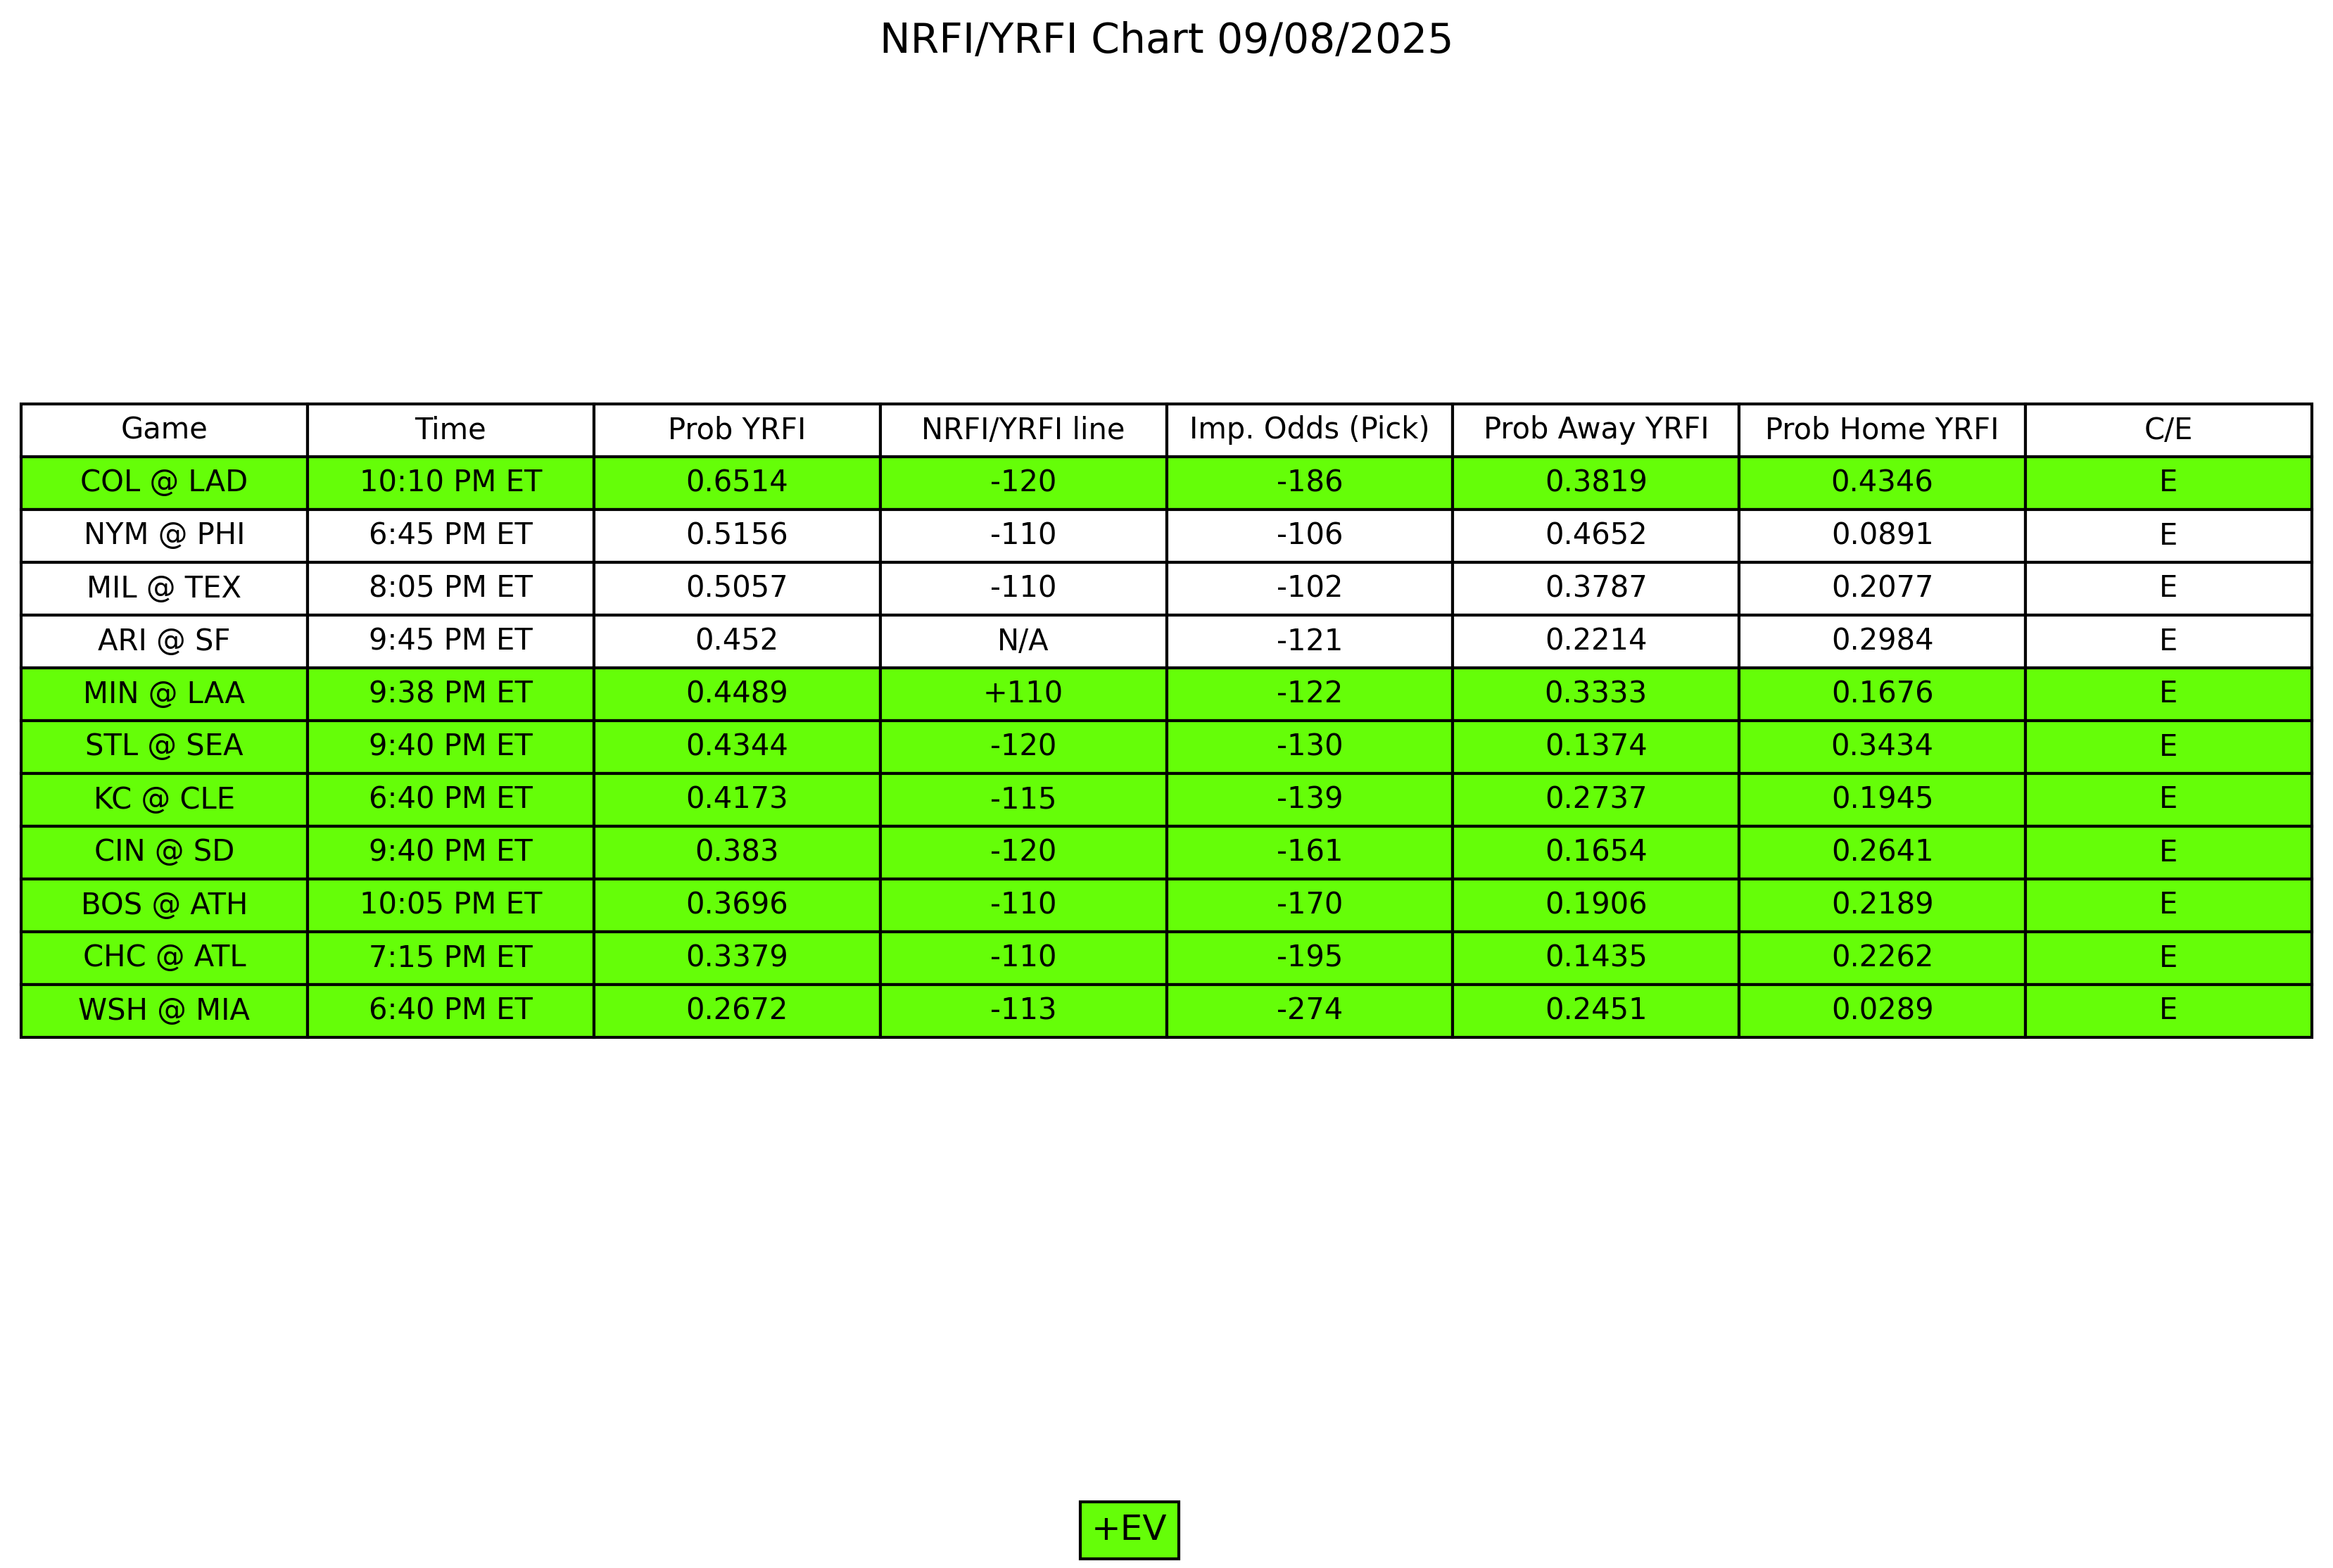 NRFI/YRFI Chart 09/08/2025
Game Time Prob YRFI NRFI/YRFI line Imp. Odds (Pick) Prob Away YRFI Prob Home YRFI C/E
COL @ LAD 10:10 PM ET 0.6514 -120 -186 0.3819 0.4346 E
NYM @ PHI 6:45 PM ET 0.5156 -110 -106 0.4652 0.0891 E
MIL @ TEX 8:05 PM ET 0.5057 -110 -102 0.3787 0.2077 E
ARI @ SF 9:45 PM ET 0.452 N/A -121 0.2214 0.2984 E
MIN @ LAA 9:38 PM ET 0.4489 +110 -122 0.3333 0.1676 E
STL @ SEA 9:40 PM ET 0.4344 -120 -130 0.1374 0.3434 E
KC @ CLE 6:40 PM ET 0.4173 -115 -139 0.2737 0.1945 E
CIN @ SD 9:40 PM ET 0.383 -120 -161 0.1654 0.2641 E
BOS @ ATH 10:05 PM ET 0.3696 -110 -170 0.1906 0.2189 E
CHC @ ATL 7:15 PM ET 0.3379 -110 -195 0.1435 0.2262 E
WSH @ MIA 6:40 PM ET 0.2672 -113 -274 0.2451 0.0289 E
+EV